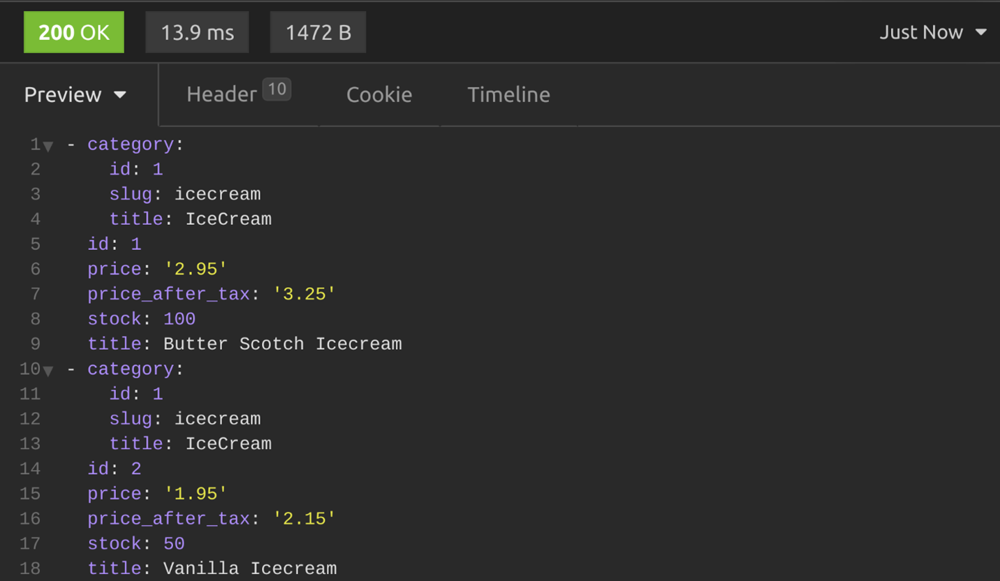 200 OK 13.9 ms 1472 B Just Now
Preview Header 10 Cookie Timeline
1 - category:
2 id: 1
3 slug: icecream
4 title: IceCream
5 id: 1
6 price: '2.95'
7 price_after_tax: '3.25'
8 stock: 100
9 title: Butter Scotch Icecream
10 - category:
11 id: 1
12 slug: icecream
13 title: IceCream
14 id: 2
15 price: '1.95'
16 price_after_tax: '2.15'
17 stock: 50
18 title: Vanilla Icecream